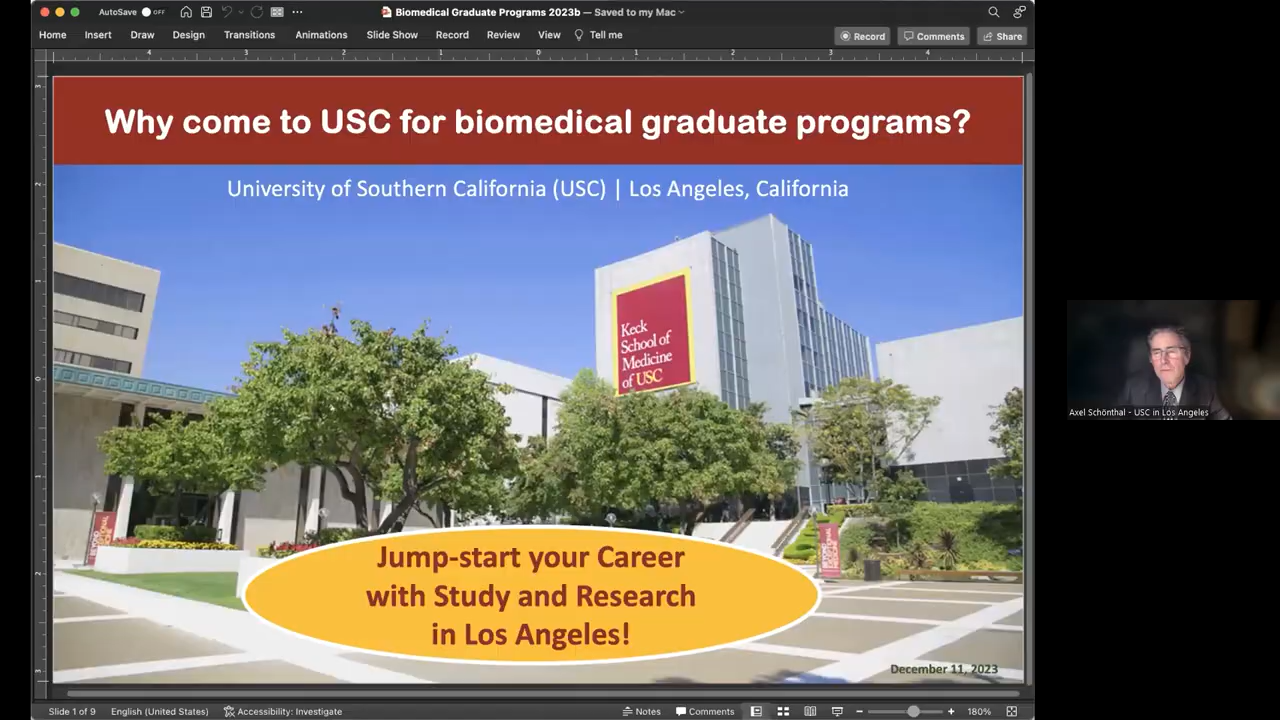 AutoSave OFF
Biomedical Graduate Programs 2023b — Saved to my Mac
Home Insert Draw Design Transitions Animations Slide Show Record Review View Tell me
Record Comments Share
Why come to USC for biomedical graduate programs?
University of Southern California (USC) | Los Angeles, California
Keck
School of
Medicine
of USC
Jump-start your Career
with Study and Research
in Los Angeles!
December 11, 2023
Axel Schönthal - USC in Los Angeles
Slide 1 of 9 English (United States) Accessibility: Investigate
Notes Comments 180%